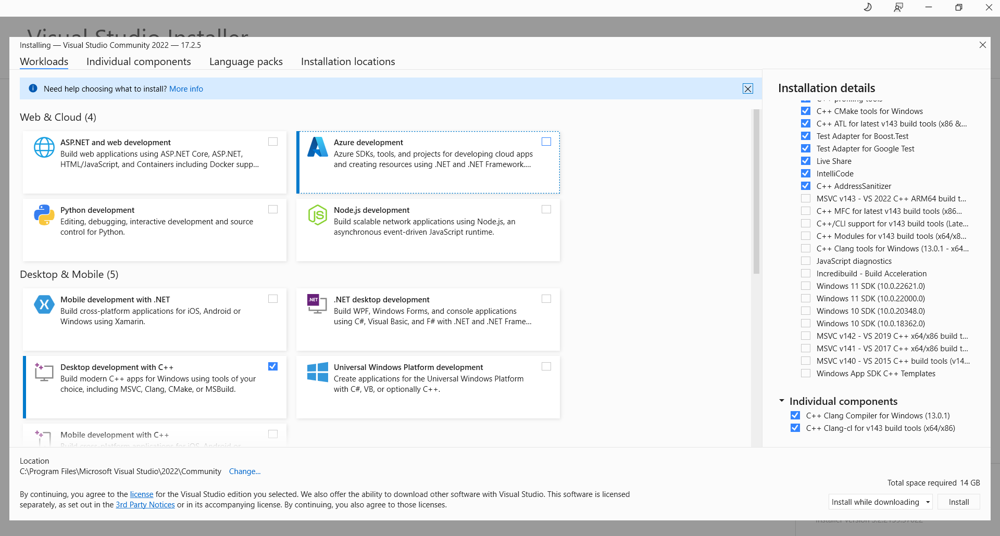 Visual Studio Installer
Installing — Visual Studio Community 2022 — 17.2.5
Workloads
Individual components
Language packs
Installation locations
Need help choosing what to install? More info
Web & Cloud (4)
ASP.NET and web development
Build web applications using ASP.NET Core, ASP.NET,
HTML/JavaScript, and Containers including Docker supp...
Azure development
Azure SDKs, tools, and projects for developing cloud apps
and creating resources using .NET and .NET Framework....
Python development
Editing, debugging, interactive development and source
control for Python.
Node.js development
Build scalable network applications using Node.js, an
asynchronous event-driven JavaScript runtime.
JS
Desktop & Mobile (5)
Mobile development with .NET
Build cross-platform applications for iOS, Android or
Windows using Xamarin.
.NET
.NET desktop development
Build WPF, Windows Forms, and console applications
using C#, Visual Basic, and F# with .NET and .NET Frame...
Desktop development with C++
Build modern C++ apps for Windows using tools of your
choice, including MSVC, Clang, CMake, or MSBuild.
Universal Windows Platform development
Create applications for the Universal Windows Platform
with C#, VB, or optionally C++.
Mobile development with C++
Build cross-platform applications for iOS, Android or
Installation details
C++ profiling tools
C++ CMake tools for Windows
C++ ATL for latest v143 build tools (x86 &...
Test Adapter for Boost.Test
Test Adapter for Google Test
Live Share
IntelliCode
C++ AddressSanitizer
MSVC v143 - VS 2022 C++ ARM64 build t...
C++ MFC for latest v143 build tools (x86...
C++/CLI support for v143 build tools (Late...
C++ Modules for v143 build tools (x64/x8...
C++ Clang tools for Windows (13.0.1 - x64...
JavaScript diagnostics
Incredibuild - Build Acceleration
Windows 11 SDK (10.0.22621.0)
Windows 11 SDK (10.0.22000.0)
Windows 10 SDK (10.0.20348.0)
Windows 10 SDK (10.0.18362.0)
MSVC v142 - VS 2019 C++ x64/x86 build t...
MSVC v141 - VS 2017 C++ x64/x86 build t...
MSVC v140 - VS 2015 C++ build tools (v14...
Windows App SDK C++ Templates
Individual components
C++ Clang Compiler for Windows (13.0.1)
C++ Clang-cl for v143 build tools (x64/x86)
Location
C:\Program Files\Microsoft Visual Studio\2022\Community Change...
By continuing, you agree to the license for the Visual Studio edition you selected. We also offer the ability to download other software with Visual Studio. This software is licensed
separately, as set out in the 3rd Party Notices or in its accompanying license. By continuing, you also agree to those licenses.
Total space required 14 GB
Install while downloading
Install
Installer version